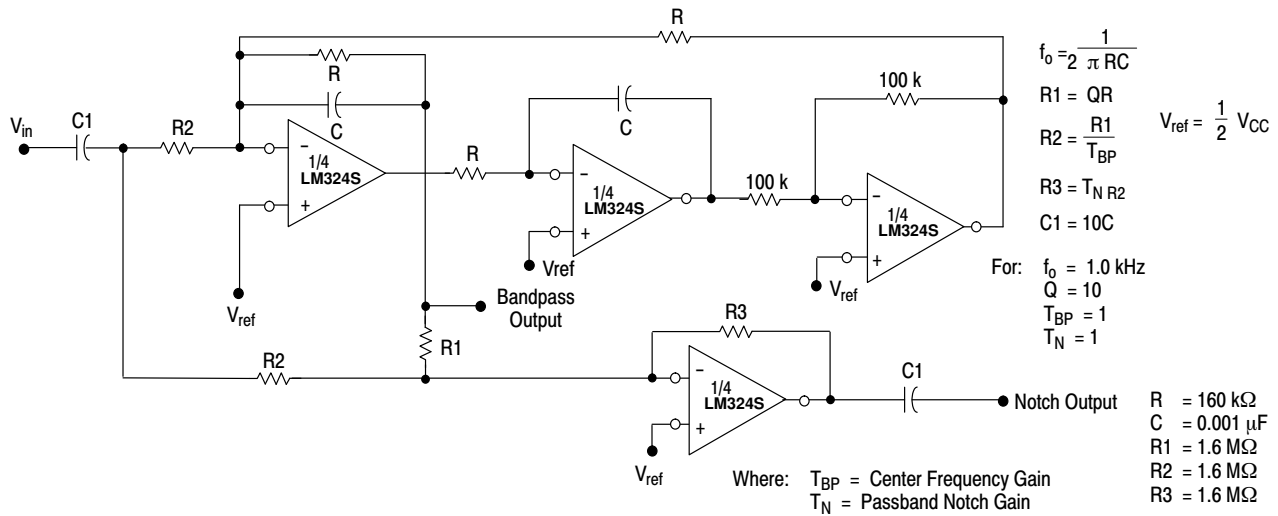 R
R
C
V_in
C1
R2
1/4
LM324S
−
+
V_ref
R
C
1/4
LM324S
−
+
Vref
100 k
100 k
1/4
LM324S
−
+
V_ref
Bandpass
Output
R1
R2
R3
1/4
LM324S
−
+
V_ref
C1
Notch Output
f_o = 2 1/π RC
R1 = QR
R2 = R1/T_BP
R3 = T_N R2
C1 = 10C
V_ref = 1/2 V_CC
For: f_o = 1.0 kHz
Q = 10
T_BP = 1
T_N = 1
R = 160 kΩ
C = 0.001 µF
R1 = 1.6 MΩ
R2 = 1.6 MΩ
R3 = 1.6 MΩ
Where: T_BP = Center Frequency Gain
T_N = Passband Notch Gain